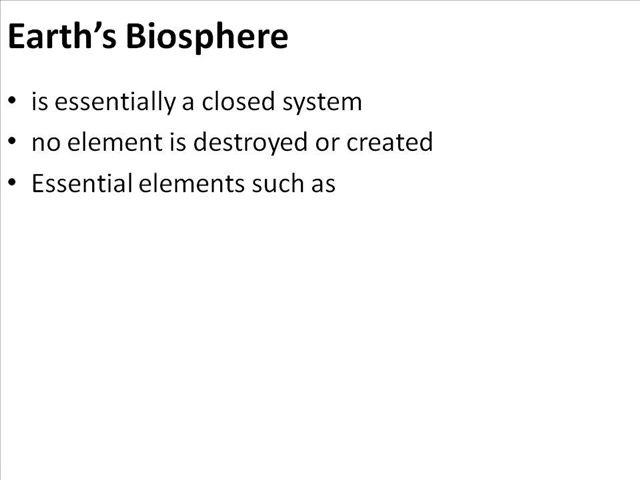 Earth’s Biosphere
• is essentially a closed system
• no element is destroyed or created
• Essential elements such as